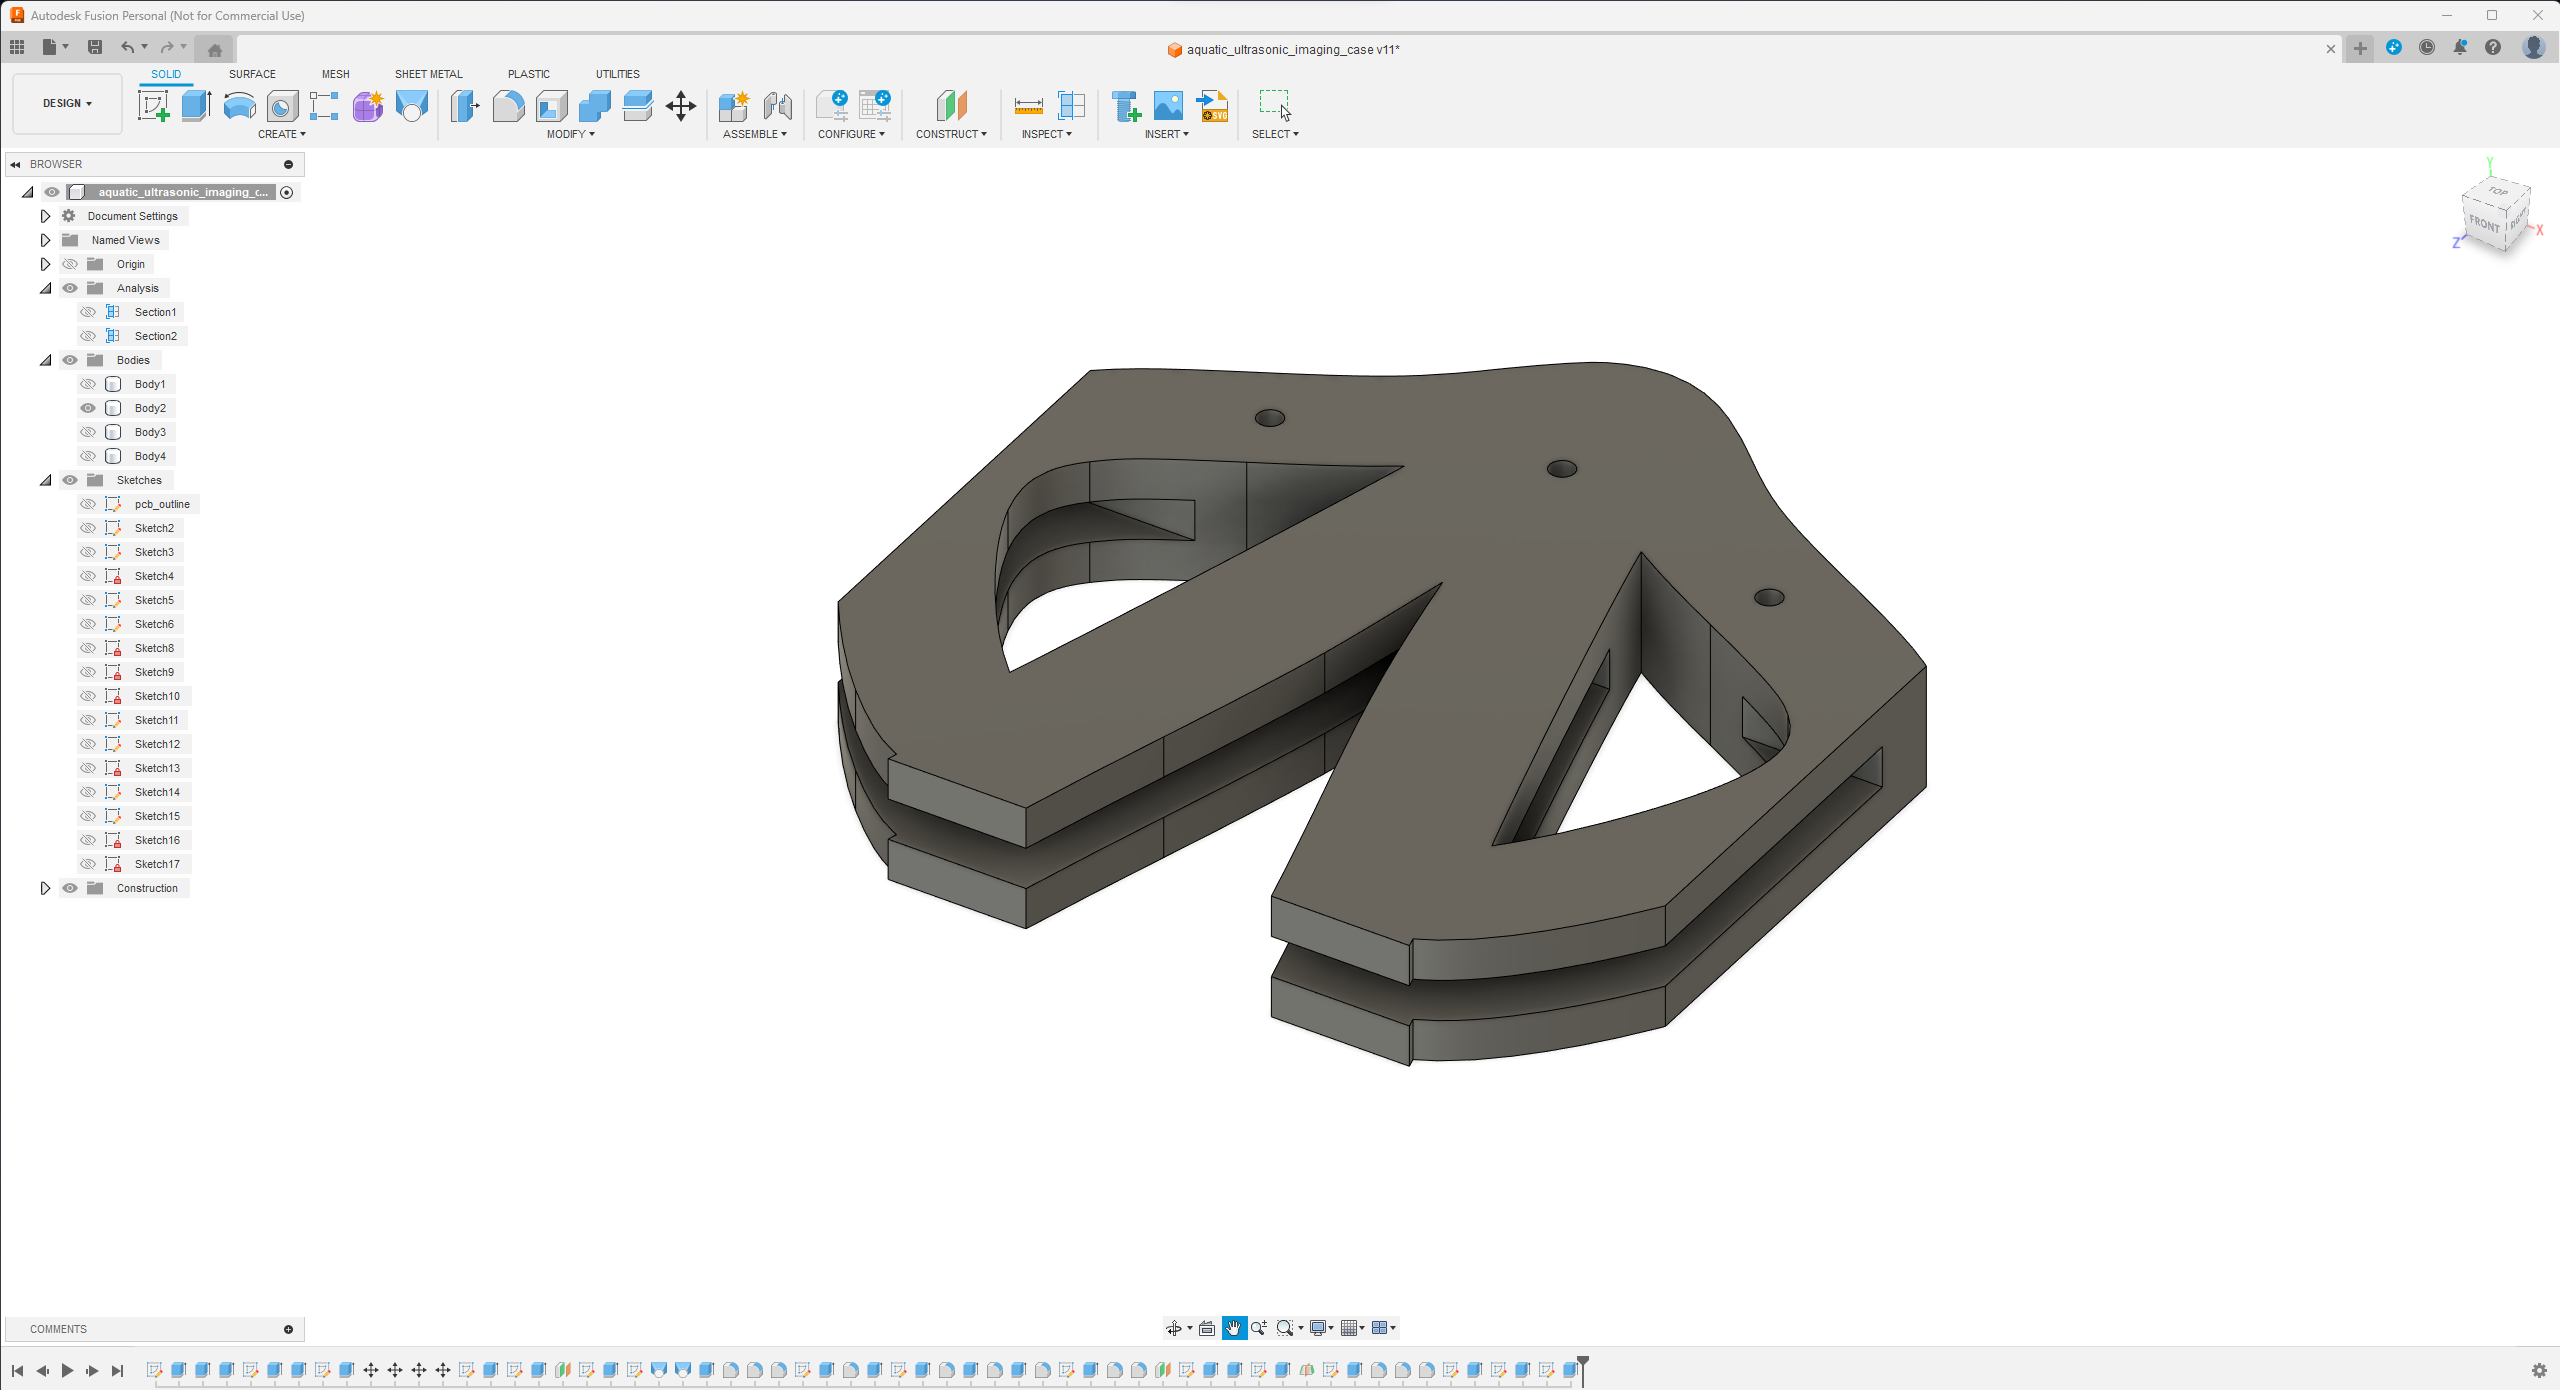 Autodesk Fusion Personal (Not for Commercial Use)
aquatic_ultrasonic_imaging_case v11*
SOLID SURFACE MESH SHEET METAL PLASTIC UTILITIES
DESIGN
CREATE MODIFY ASSEMBLE CONFIGURE CONSTRUCT INSPECT INSERT SELECT
SVG
BROWSER
aquatic_ultrasonic_imaging_c...
Document Settings
Named Views
Origin
Analysis
Section1
Section2
Bodies
Body1
Body2
Body3
Body4
Sketches
pcb_outline
Sketch2
Sketch3
Sketch4
Sketch5
Sketch6
Sketch8
Sketch9
Sketch10
Sketch11
Sketch12
Sketch13
Sketch14
Sketch15
Sketch16
Sketch17
Construction
Y
TOP
FRONT
RIGHT
X
Z
COMMENTS